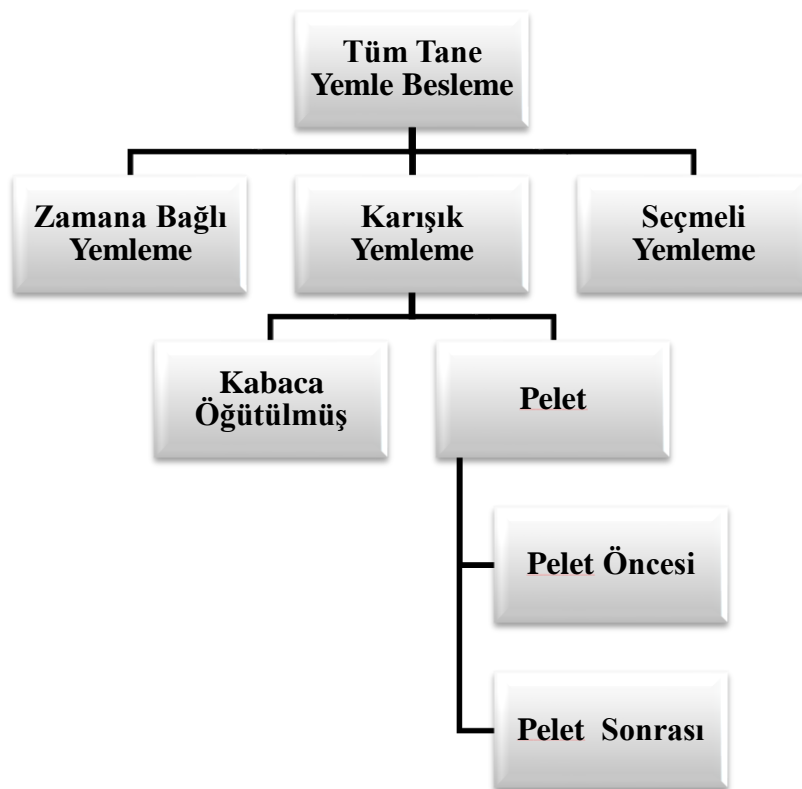 Tüm Tane
Yemle Besleme
Zamana Bağlı
Yemleme
Karışık
Yemleme
Seçmeli
Yemleme
Kabaca
Öğütülmüş
Pelet
Pelet Öncesi
Pelet Sonrası